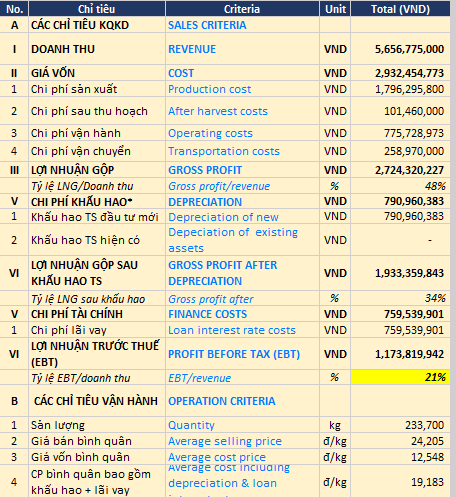 No. Chỉ tiêu Criteria Unit Total (VND)
A CÁC CHỈ TIÊU KQKD SALES CRITERIA
I DOANH THU REVENUE VND 5,656,775,000
II GIÁ VỐN COST VND 2,932,454,773
1 Chi phí sản xuất Production cost VND 1,796,295,800
2 Chi phí sau thu hoạch After harvest costs VND 101,460,000
3 Chi phí vận hành Operating costs VND 775,728,973
4 Chi phí vận chuyển Transportation costs VND 258,970,000
III LỢI NHUẬN GỘP GROSS PROFIT VND 2,724,320,227
Tỷ lệ LNG/Doanh thu Gross profit/revenue % 48%
V CHI PHÍ KHẤU HAO* DEPRECIATION VND 790,960,383
1 Khấu hao TS đầu tư mới Depreciation of new VND 790,960,383
2 Khấu hao TS hiện có Depeciation of existing assets VND -
VI LỢI NHUẬN GỘP SAU KHẤU HAO TS GROSS PROFIT AFTER DEPRECIATION VND 1,933,359,843
Tỷ lệ LNG sau khấu hao Gross profit after % 34%
V CHI PHÍ TÀI CHÍNH FINANCE COSTS VND 759,539,901
1 Chi phí lãi vay Loan interest rate costs VND 759,539,901
VI LỢI NHUẬN TRƯỚC THUẾ (EBT) PROFIT BEFORE TAX (EBT) VND 1,173,819,942
Tỷ lệ EBT/doanh thu EBT/revenue % 21%
B CÁC CHỈ TIÊU VẬN HÀNH OPERATION CRITERIA
1 Sản lượng Quantity kg 233,700
2 Giá bán bình quân Average selling price đ/kg 24,205
3 Giá vốn bình quân Average cost price đ/kg 12,548
4 CP bình quân bao gồm khấu hao + lãi vay Average cost including depreciation & loan đ/kg 19,183